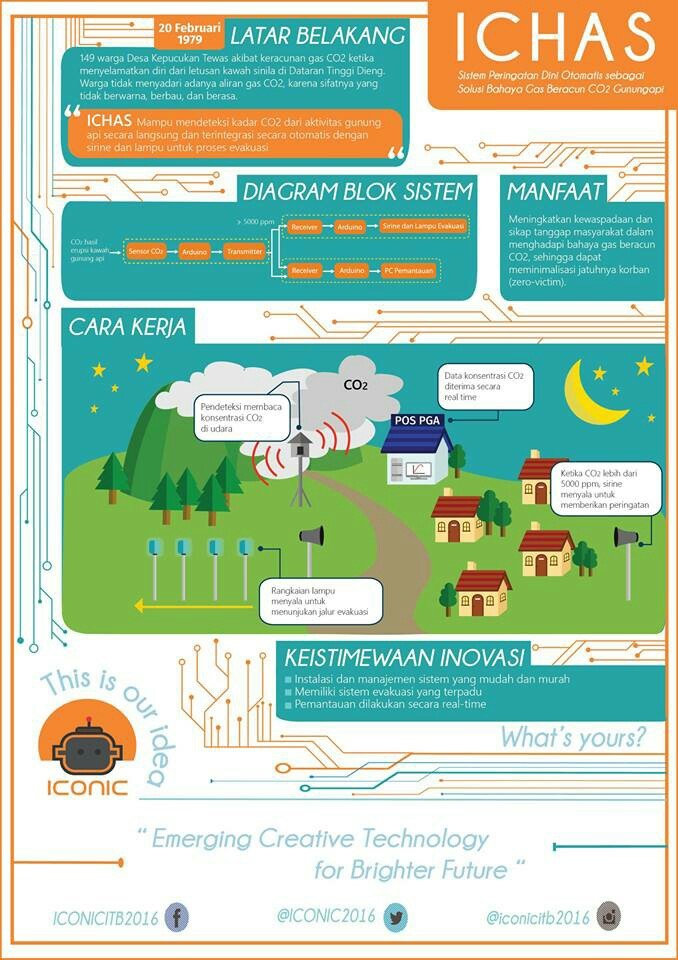 20 Februari
1979
LATAR BELAKANG
ICHAS
Sistem Peringatan Dini Otomatis sebagai
Solusi Bahaya Gas Beracun CO2 Gunungapi
149 warga Desa Kepucukan Tewas akibat keracunan gas CO2 ketika
menyelamatkan diri dari letusan kawah sinila di Dataran Tinggi Dieng.
Warga tidak menyadari adanya aliran gas CO2, karena sifatnya yang
tidak berwarna, berbau, dan berasa.
“ ICHAS Mampu mendeteksi kadar CO2 dari aktivitas gunung
api secara langsung dan terintegrasi secara otomatis dengan
sirine dan lampu untuk proses evakuasi “
DIAGRAM BLOK SISTEM
CO₂ hasil
erupsi kawah
gunung api
Sensor CO₂
Arduino
Transmitter
> 5000 ppm
Receiver
Arduino
Sirine dan Lampu Evakuasi
Receiver
Arduino
PC Pemantauan
MANFAAT
Meningkatkan kewaspadaan dan
sikap tanggap masyarakat dalam
menghadapi bahaya gas beracun
CO2, sehingga dapat
meminimalisasi jatuhnya korban
(zero-victim).
CARA KERJA
CO₂
Pendeteksi membaca
konsentrasi CO2
di udara
Data konsentrasi CO2
diterima secara
real time
POS PGA
Ketika CO2 lebih dari
5000 ppm, sirine
menyala untuk
memberikan peringatan
Rangkaian lampu
menyala untuk
menunjukan jalur evakuasi
KEISTIMEWAAN INOVASI
Instalasi dan manajemen sistem yang mudah dan murah
Memiliki sistem evakuasi yang terpadu
Pemantauan dilakukan secara real-time
This is our idea
ICONIC
What's yours?
“ Emerging Creative Technology
for Brighter Future “
ICONICITB2016
@ICONIC2016
@iconicitb2016